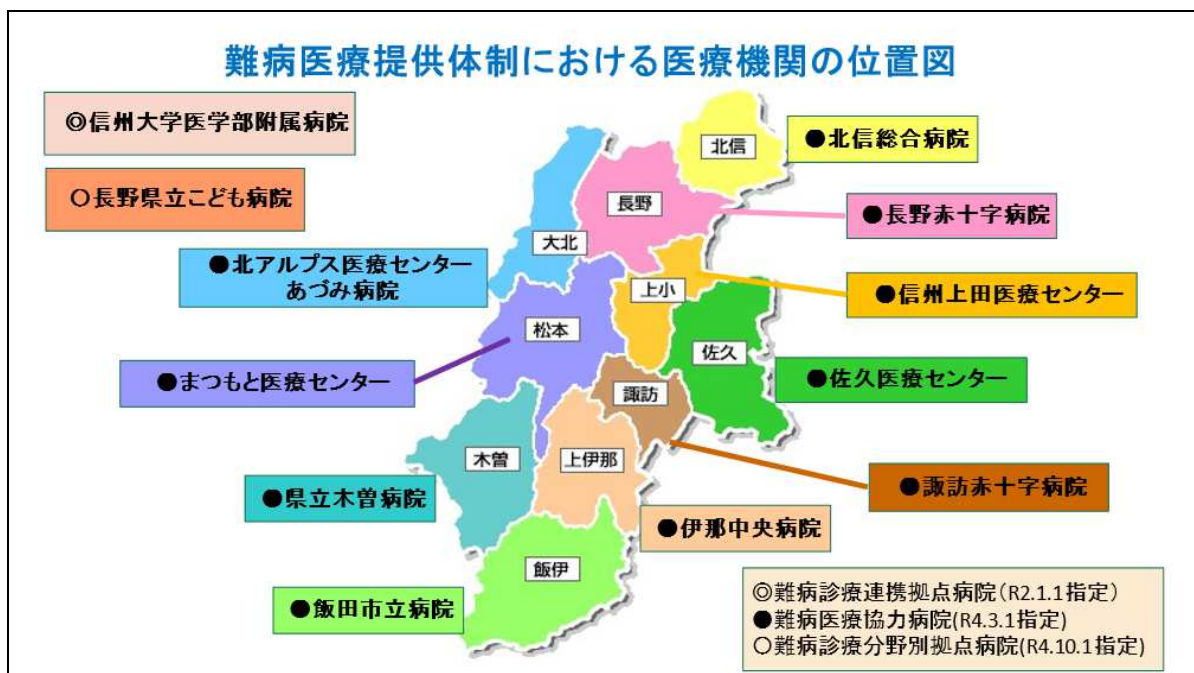 難病医療提供体制における医療機関の位置図
◎信州大学医学部附属病院
○長野県立こども病院
北信
●北信総合病院
長野
●長野赤十字病院
大北
●北アルプス医療センター
あづみ病院
上小
●信州上田医療センター
松本
●まつもと医療センター
佐久
●佐久医療センター
諏訪
●諏訪赤十字病院
木曽
●県立木曽病院
上伊那
●伊那中央病院
飯伊
●飯田市立病院
◎難病診療連携拠点病院(R2.1.1指定)
●難病医療協力病院(R4.3.1指定)
○難病診療分野別拠点病院(R4.10.1指定)